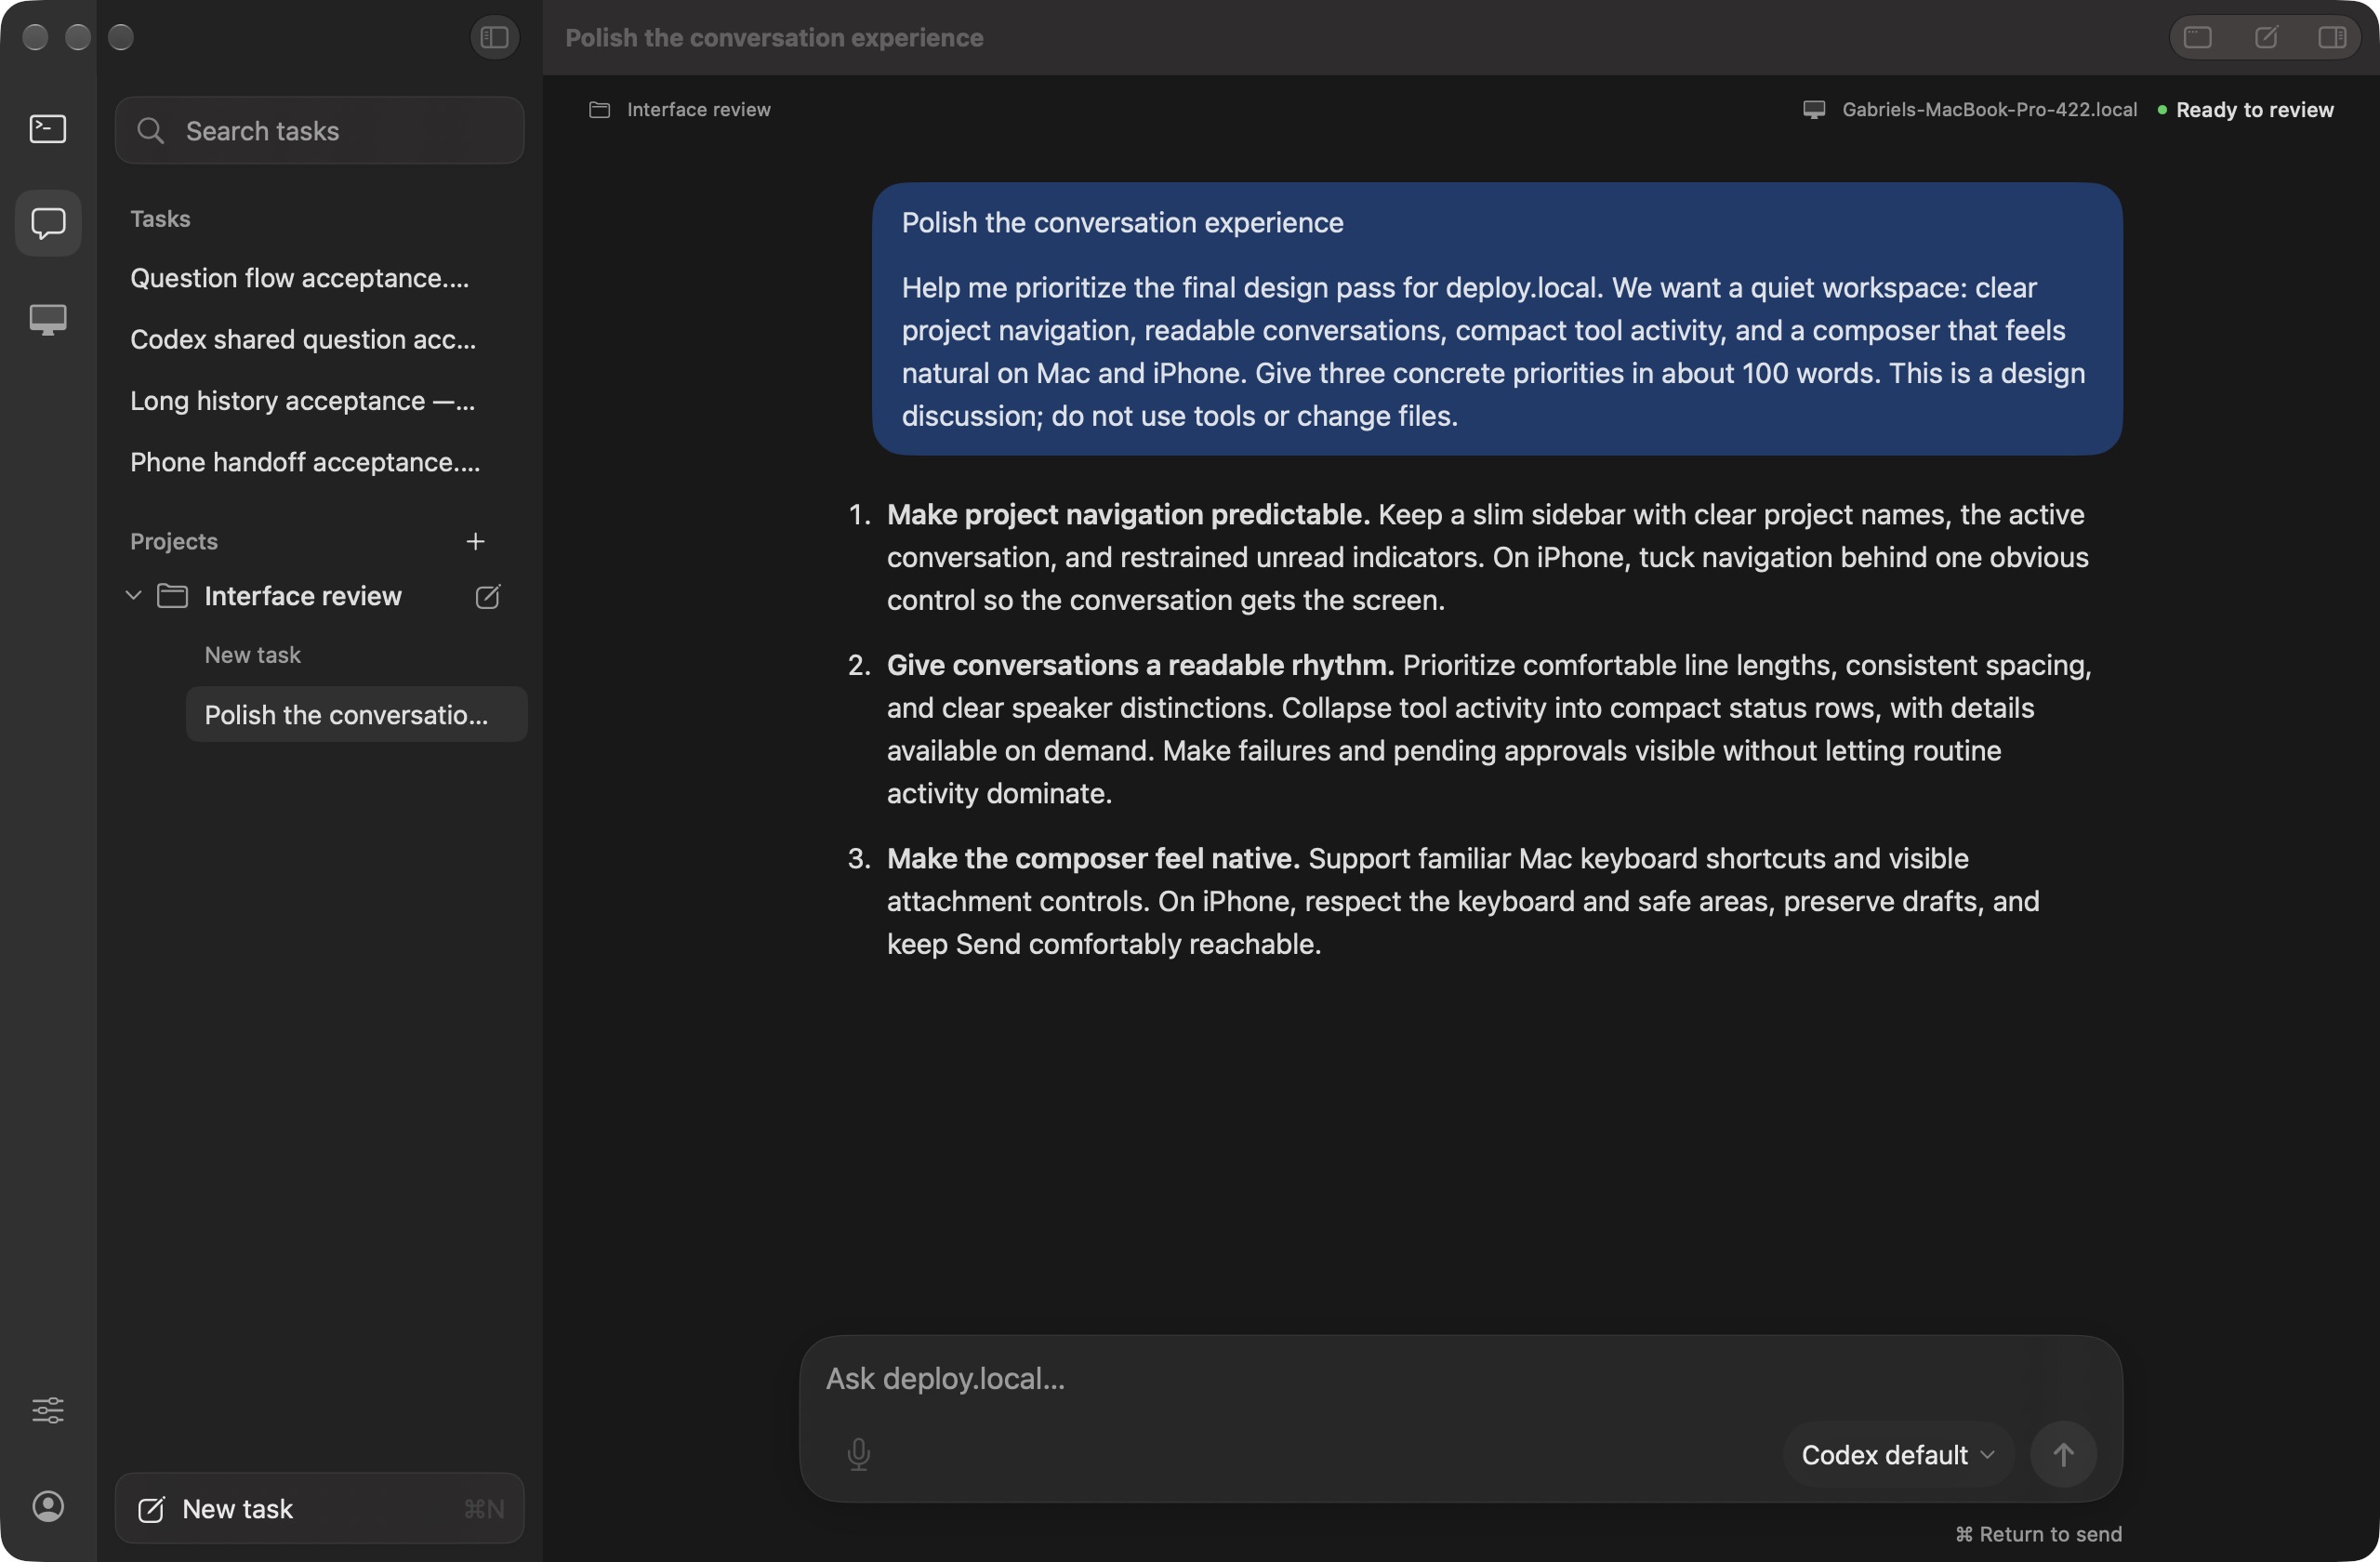 Polish the conversation experience
Search tasks
Tasks
Question flow acceptance....
Codex shared question acc...
Long history acceptance —...
Phone handoff acceptance....
Projects
Interface review
New task
Polish the conversatio...
New task ⌘N
Interface review
Gabriels-MacBook-Pro-422.local
Ready to review
Polish the conversation experience
Help me prioritize the final design pass for deploy.local. We want a quiet workspace: clear
project navigation, readable conversations, compact tool activity, and a composer that feels
natural on Mac and iPhone. Give three concrete priorities in about 100 words. This is a design
discussion; do not use tools or change files.
1. Make project navigation predictable. Keep a slim sidebar with clear project names, the active
conversation, and restrained unread indicators. On iPhone, tuck navigation behind one obvious
control so the conversation gets the screen.
2. Give conversations a readable rhythm. Prioritize comfortable line lengths, consistent spacing,
and clear speaker distinctions. Collapse tool activity into compact status rows, with details
available on demand. Make failures and pending approvals visible without letting routine
activity dominate.
3. Make the composer feel native. Support familiar Mac keyboard shortcuts and visible
attachment controls. On iPhone, respect the keyboard and safe areas, preserve drafts, and
keep Send comfortably reachable.
Ask deploy.local...
Codex default
⌘ Return to send